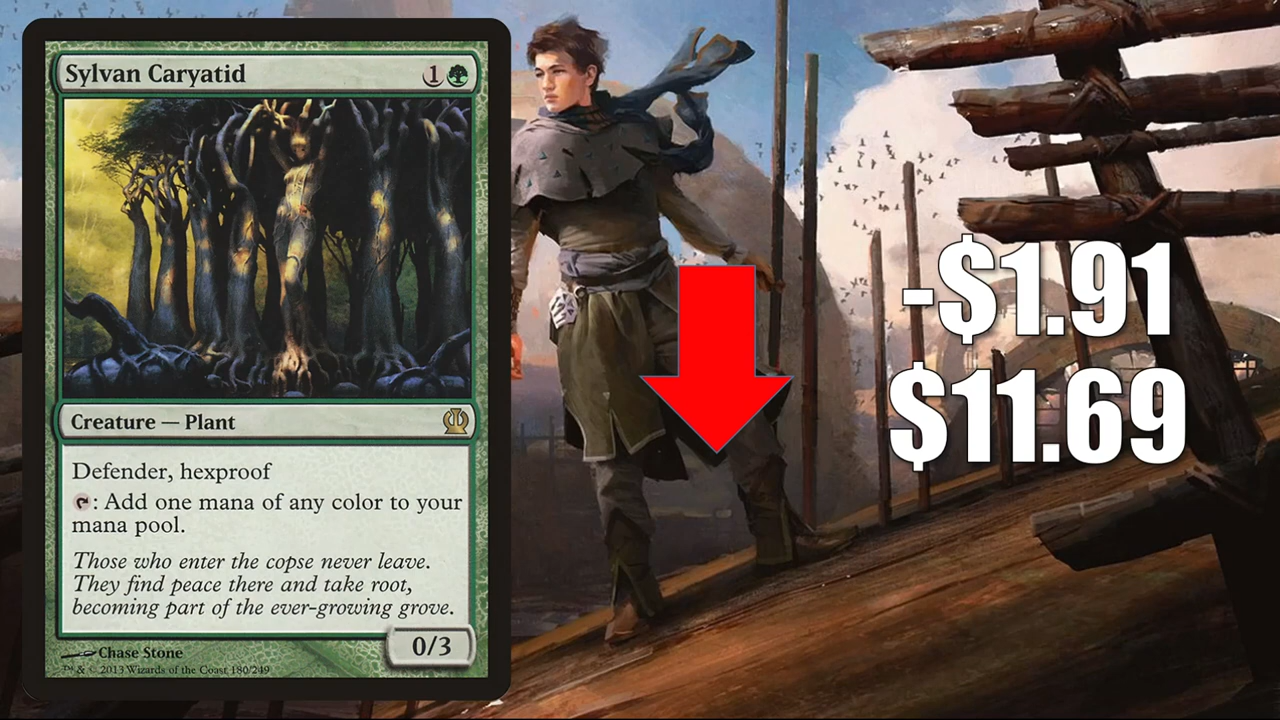 Sylvan Caryatid 1
Creature — Plant
Defender, hexproof
: Add one mana of any color to your
mana pool.
Those who enter the copse never leave.
They find peace there and take root,
becoming part of the ever-growing grove.
0/3
Chase Stone
™ & © 2013 Wizards of the Coast 180/249
-$1.91
$11.69